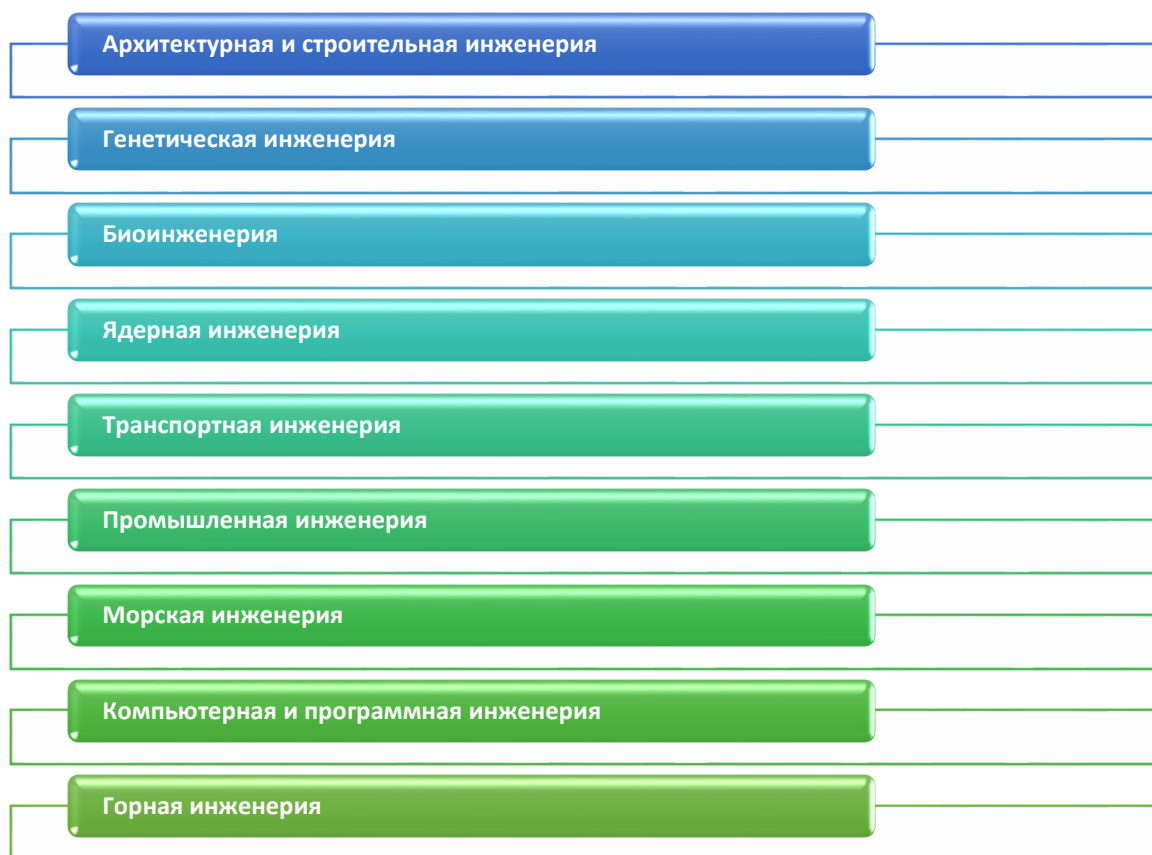 Архитектурная и строительная инженерия
Генетическая инженерия
Биоинженерия
Ядерная инженерия
Транспортная инженерия
Промышленная инженерия
Морская инженерия
Компьютерная и программная инженерия
Горная инженерия